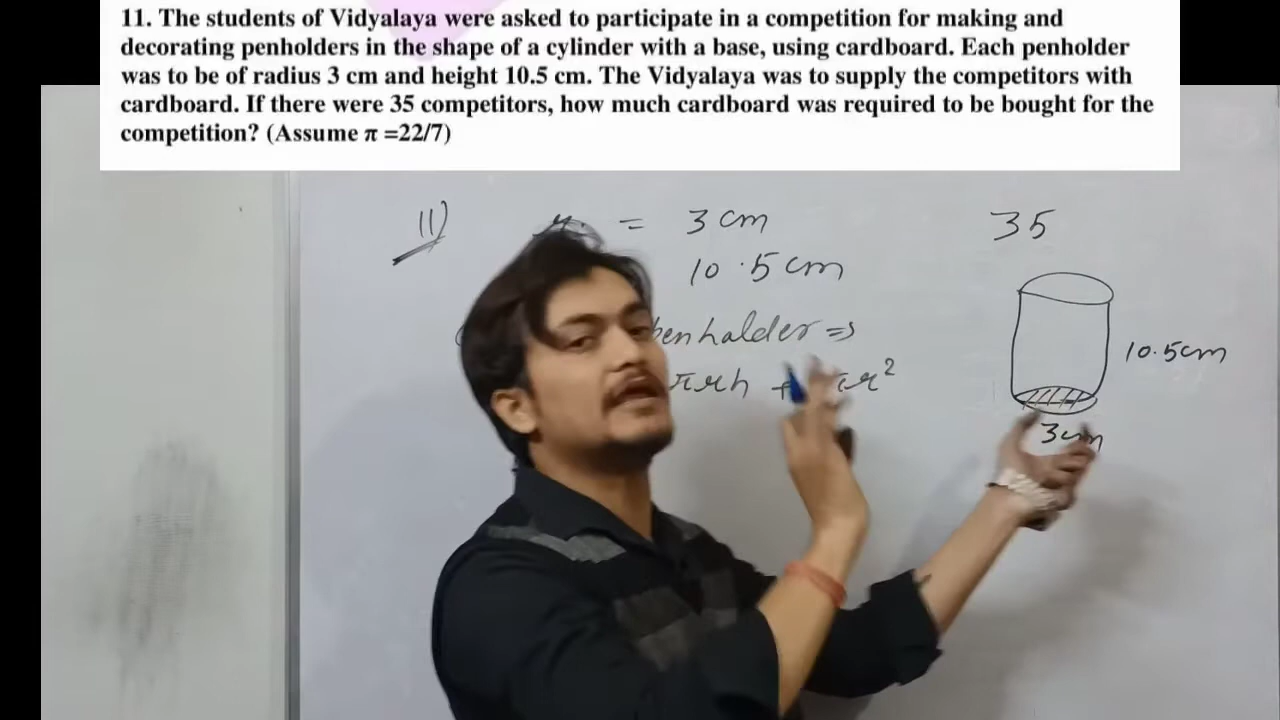 11. The students of Vidyalaya were asked to participate in a competition for making and
decorating penholders in the shape of a cylinder with a base, using cardboard. Each penholder
was to be of radius 3 cm and height 10.5 cm. The Vidyalaya was to supply the competitors with
cardboard. If there were 35 competitors, how much cardboard was required to be bought for the
competition? (Assume π =22/7)
11) = 3 cm 35
10.5 cm
penholder ⇒
10.5cm
πrh + πr²
3cm